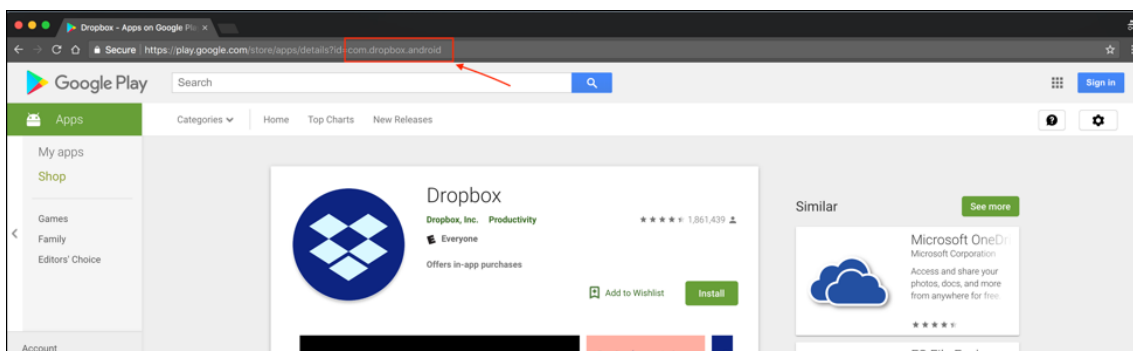 Dropbox - Apps on Google Pla
Secure https://play.google.com/store/apps/details?id=com.dropbox.android
Google Play Search Sign in
Apps Categories Home Top Charts New Releases
My apps
Shop
Games
Family
Editors' Choice
Account
Dropbox
Dropbox, Inc. Productivity 1,861,439
Everyone
Offers in-app purchases
Add to Wishlist Install
Similar See more
Microsoft OneDri
Microsoft Corporation
Access and share your
photos, docs, and more
from anywhere for free